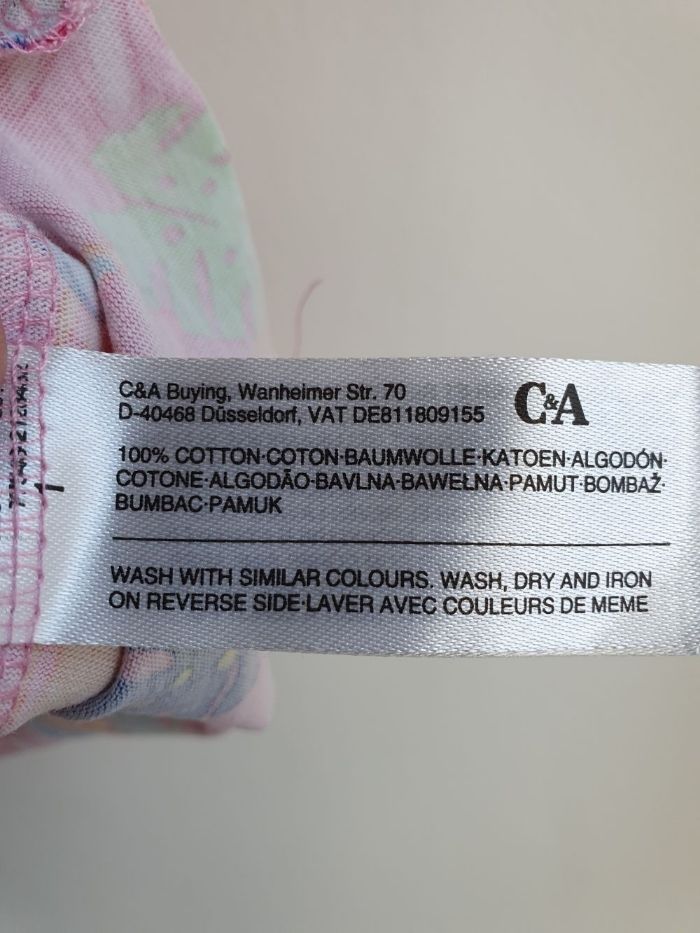 C&A Buying, Wanheimer Str. 70
D-40468 Düsseldorf, VAT DE811809155
C&A
100% COTTON·COTON·BAUMWOLLE·KATOEN·ALGODÓN·
COTONE·ALGODÃO·BAVLNA·BAWEŁNA·PAMUT·BOMBAŽ·
BUMBAC·PAMUK
WASH WITH SIMILAR COLOURS. WASH, DRY AND IRON
ON REVERSE SIDE·LAVER AVEC COULEURS DE MEME
1